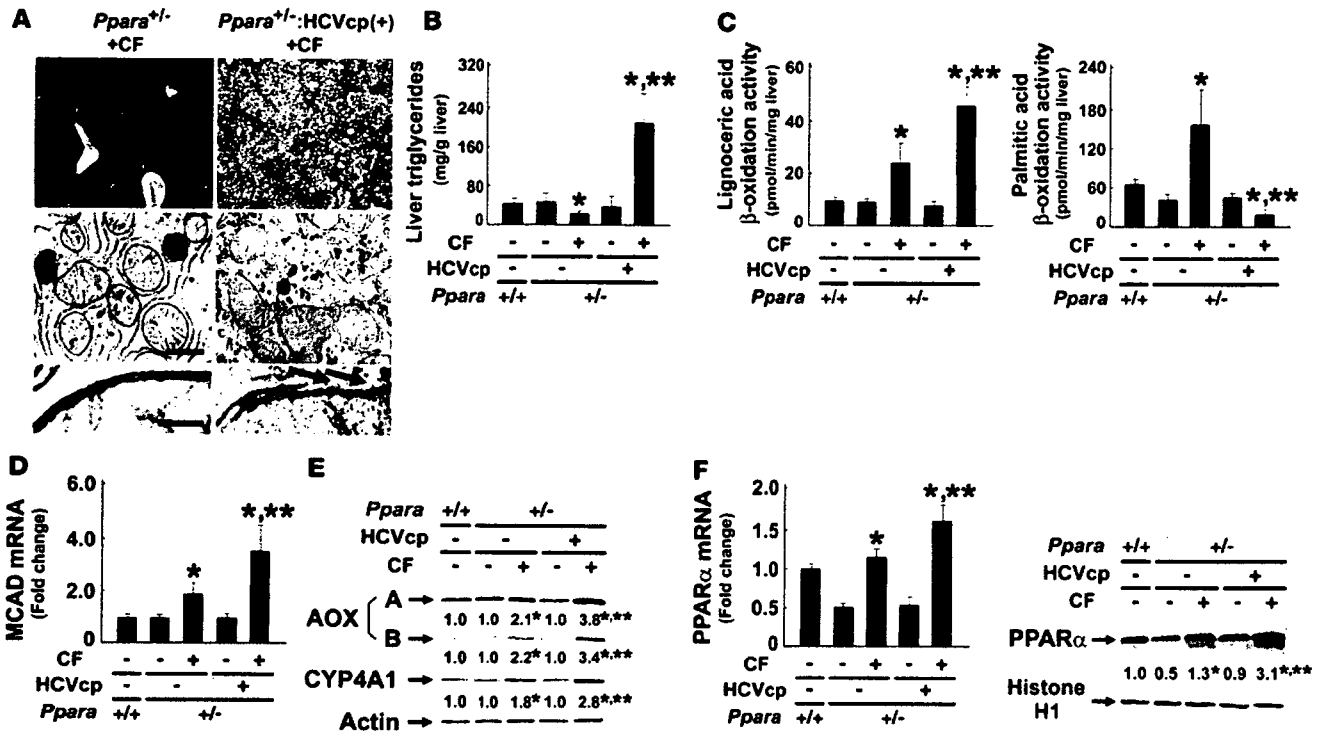 A
Ppara+/-
+CF
Ppara+/-:HCVcp(+)
+CF
B
Liver triglycerides
(mg/g liver)
320
240
160
80
0
*
*,**
CF - - + - +
HCVcp - - +
Ppara +/+ +/-
C
Lignoceric acid
β-oxidation activity
(pmol/min/mg liver)
60
40
20
0
*
*,**
CF - - + - +
HCVcp - - +
Ppara +/+ +/-
Palmitic acid
β-oxidation activity
(pmol/min/mg liver)
240
180
120
60
0
*
*,**
CF - - + - +
HCVcp - - +
Ppara +/+ +/-
D
MCAD mRNA
(Fold change)
6.0
4.0
2.0
0
*
*,**
CF - - + - +
HCVcp - - +
Ppara +/+ +/-
E
Ppara +/+ +/-
HCVcp - - +
CF - - + - +
AOX
A
1.0 1.0 2.1* 1.0 3.8*,**
B
1.0 1.0 2.2* 1.0 3.4*,**
CYP4A1
1.0 1.0 1.8* 1.0 2.8*,**
Actin
F
PPARα mRNA
(Fold change)
2.0
1.5
1.0
0.5
0
*
*,**
CF - - + - +
HCVcp - - +
Ppara +/+ +/-
Ppara +/+ +/-
HCVcp - - +
CF - - + - +
PPARα
1.0 0.5 1.3* 0.9 3.1*,**
Histone
H1